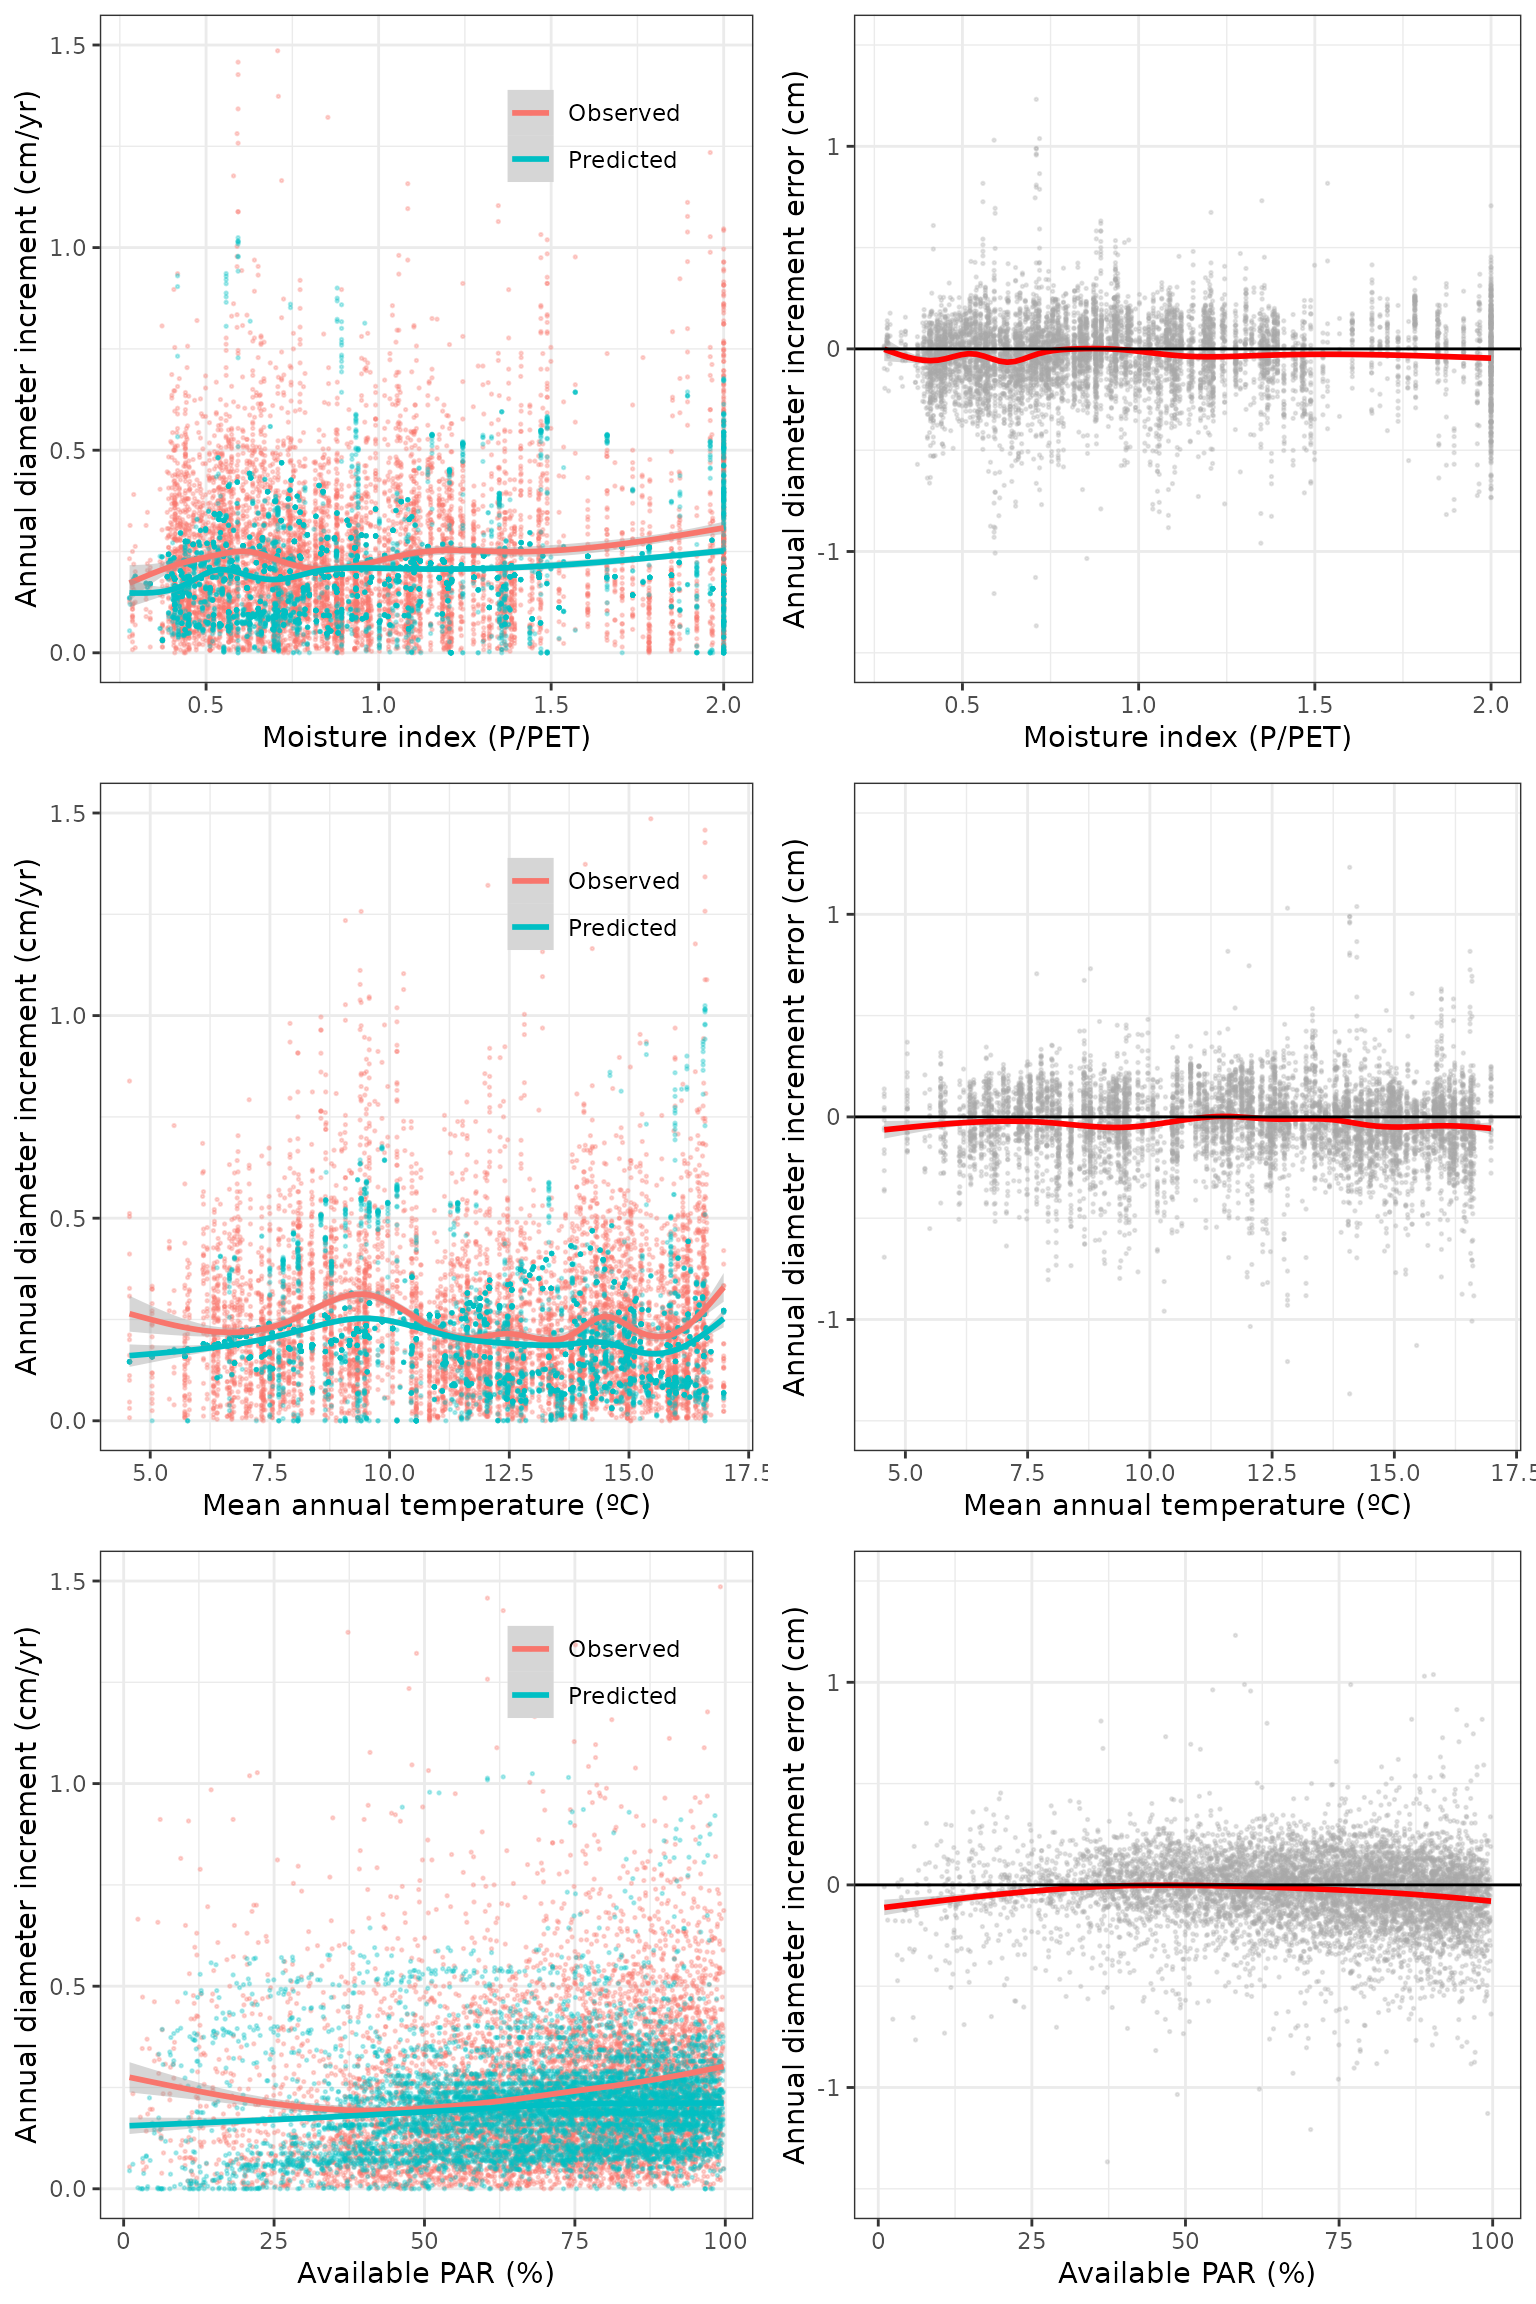 Annual diameter increment (cm/yr)
1.5
1.0
0.5
0.0
Observed
Predicted
0.5 1.0 1.5 2.0
Moisture index (P/PET)
Annual diameter increment error (cm)
1
0
-1
0.5 1.0 1.5 2.0
Moisture index (P/PET)
Annual diameter increment (cm/yr)
1.5
1.0
0.5
0.0
Observed
Predicted
5.0 7.5 10.0 12.5 15.0 17.5
Mean annual temperature (ºC)
Annual diameter increment error (cm)
1
0
-1
5.0 7.5 10.0 12.5 15.0 17.5
Mean annual temperature (ºC)
Annual diameter increment (cm/yr)
1.5
1.0
0.5
0.0
Observed
Predicted
0 25 50 75 100
Available PAR (%)
Annual diameter increment error (cm)
1
0
-1
0 25 50 75 100
Available PAR (%)